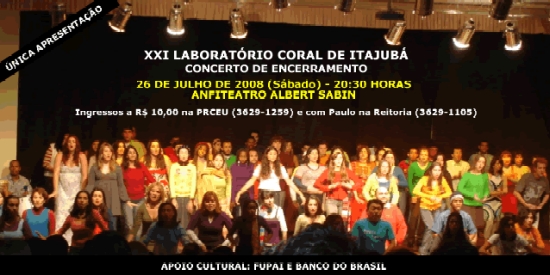 ÚNICA APRESENTAÇÃO
XXI LABORATÓRIO CORAL DE ITAJUBÁ
CONCERTO DE ENCERRAMENTO
26 DE JULHO DE 2008 (Sábado) - 20:30 HORAS
ANFITEATRO ALBERT SABIN
Ingressos a R$ 10,00 na PRCEU (3629-1259) e com Paulo na Reitoria (3629-1105)
APOIO CULTURAL: FUPAI E BANCO DO BRASIL